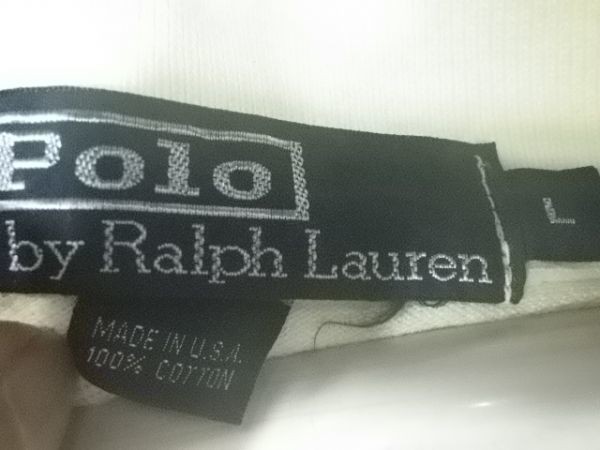 Polo
by Ralph Lauren
L
MADE IN U.S.A.
100% COTTON